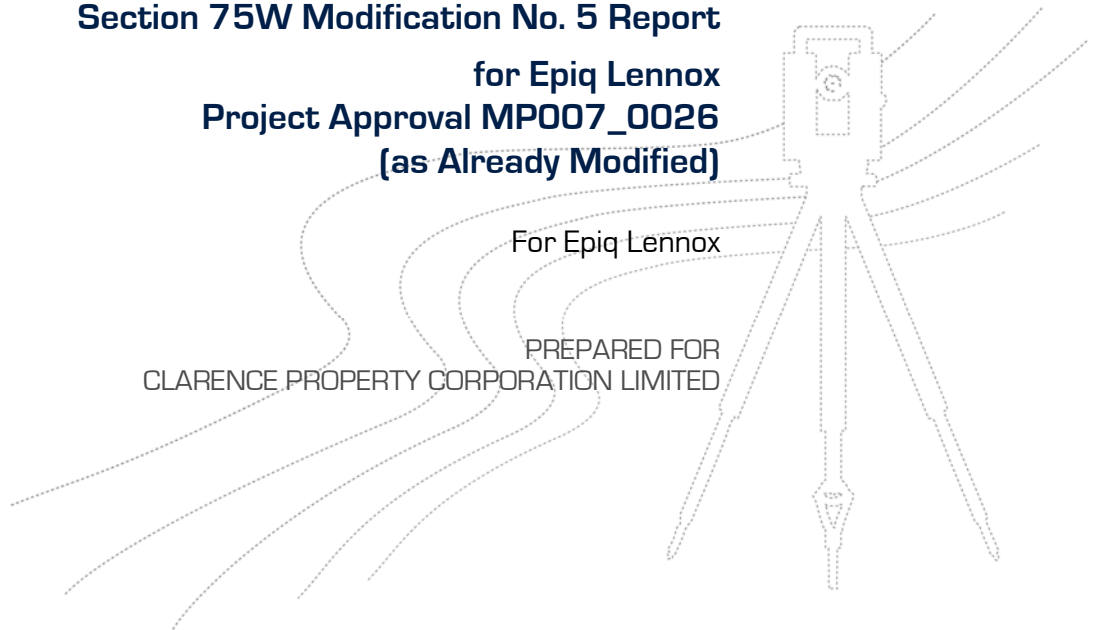 Section 75W Modification No. 5 Report
for Epiq Lennox
Project Approval MP007_0026
(as Already Modified)
For Epiq Lennox
PREPARED FOR
CLARENCE PROPERTY CORPORATION LIMITED